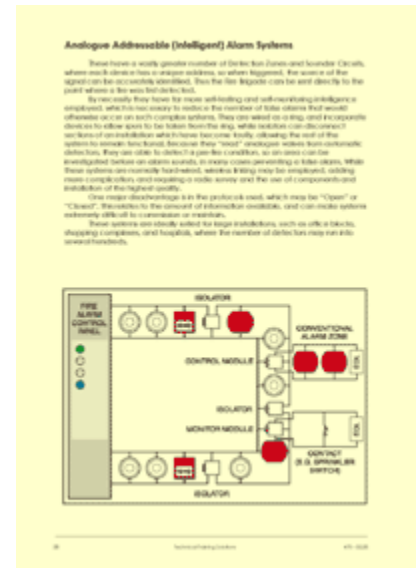 Analogue Addressable (Intelligent) Alarm Systems
These have a vastly greater number of Detection Zones and Sounder Circuits,
where each device has a unique address, so when triggered, the source of the
signal can be accurately identified. Thus the Fire Brigade can be sent directly to the
point where a fire was first detected.
By necessity they have far more self-testing and self-monitoring intelligence
employed, which is necessary to reduce the number of false alarms that would
otherwise occur on such complex systems. They are wired as a ring, and incorporate
devices to allow spurs to be taken from the ring, while isolators can disconnect
sections of an installation which have become faulty, allowing the rest of the
system to remain functional. Because they "read" analogue values from automatic
detectors, they are able to detect a pre-fire condition, so an area can be
investigated before an alarm sounds, in many cases preventing a false alarm. While
these systems are normally hard-wired, wireless linking may be employed, adding
more complication, and requiring a radio survey and the use of components and
installation of the highest quality.
One major disadvantage is in the protocols used, which may be "Open" or
"Closed". This relates to the amount of information available, and can make systems
extremely difficult to commission or maintain.
These systems are ideally suited for large installations, such as office blocks,
shopping complexes, and hospitals, where the number of detectors may run into
several hundreds.
FIRE
ALARM
CONTROL
PANEL
ISOLATOR
CONVENTIONAL
ALARM ZONE
CONTROL MODULE
EOL
ISOLATOR
MONITOR MODULE
EOL
CONTACT
(E.G. SPRINKLER
SWITCH)
ISOLATOR
Technical Training Solutions